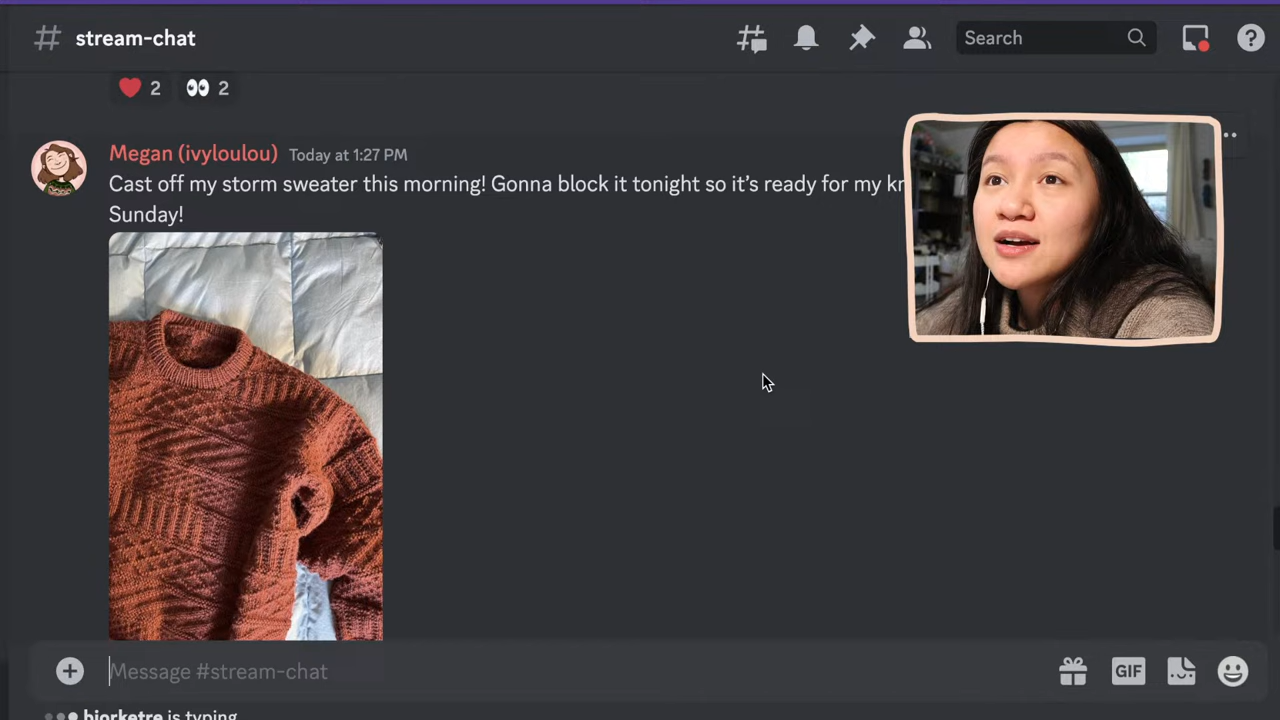 stream-chat
Search
2 2
Megan (ivyloulou) Today at 1:27 PM
Cast off my storm sweater this morning! Gonna block it tonight so it’s ready for my
Sunday!
Message #stream-chat
GIF
bjorketre is typing